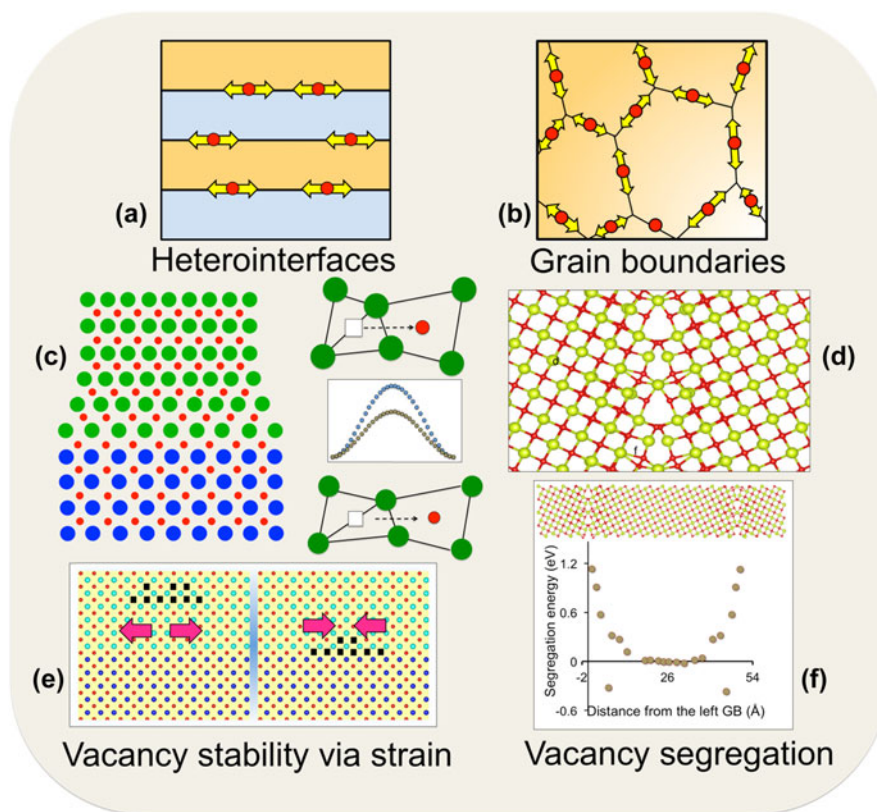 (a)
Heterointerfaces
(b)
Grain boundaries
(c)
(d)
(e)
Vacancy stability via strain
Segregation energy (eV)
1.2
0.6
0
-0.6
-2
26
54
Distance from the left GB (Å)
(f)
Vacancy segregation